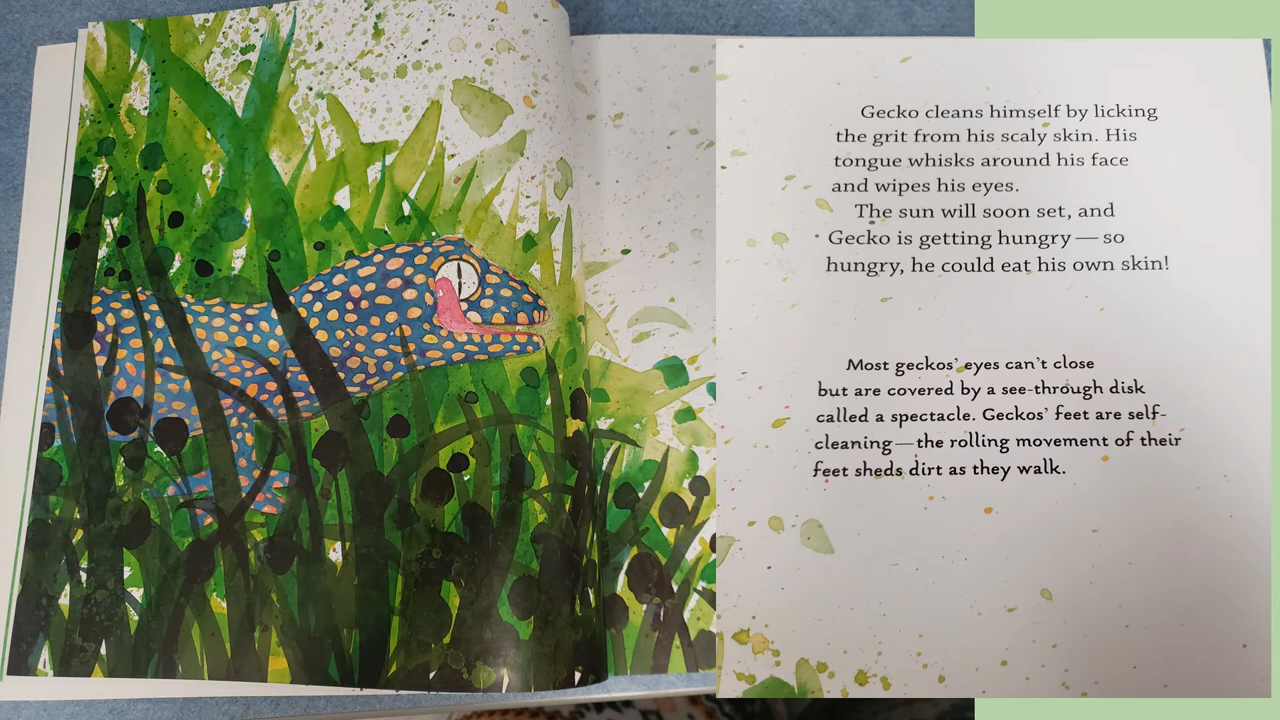 Gecko cleans himself by licking
the grit from his scaly skin. His
tongue whisks around his face
and wipes his eyes.
The sun will soon set, and
Gecko is getting hungry — so
hungry, he could eat his own skin!
Most geckos' eyes can't close
but are covered by a see-through disk
called a spectacle. Geckos' feet are self-
cleaning — the rolling movement of their
feet sheds dirt as they walk.